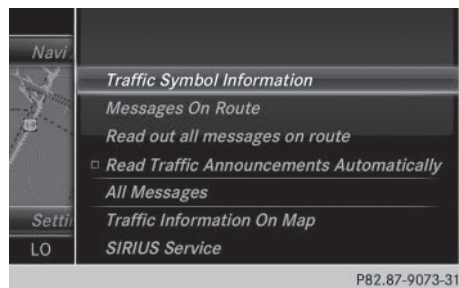 Navi
Traffic Symbol Information
Messages On Route
Read out all messages on route
Read Traffic Announcements Automatically
All Messages
Setti
Traffic Information On Map
LO
SIRIUS Service
P82.87-9073-31